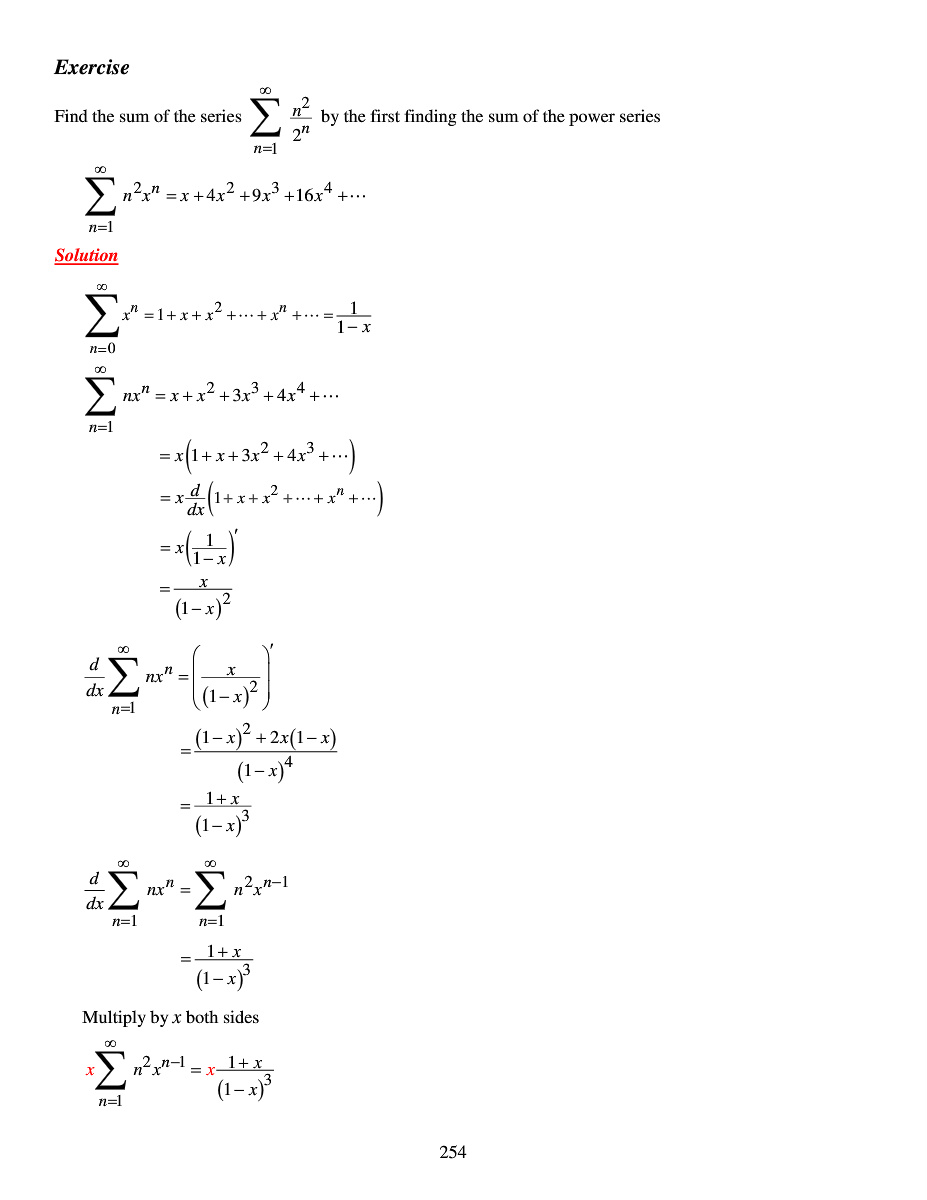 Exercise
Find the sum of the series \sum_{n=1}^{\infty} \frac{n^2}{2^n} by the first finding the sum of the power series
\sum_{n=1}^{\infty} n^2 x^n = x + 4x^2 + 9x^3 + 16x^4 + \cdots
Solution
\sum_{n=0}^{\infty} x^n = 1 + x + x^2 + \cdots + x^n + \cdots = \frac{1}{1-x}
\sum_{n=1}^{\infty} nx^n = x + x^2 + 3x^3 + 4x^4 + \cdots
= x\left(1 + x + 3x^2 + 4x^3 + \cdots\right)
= x\frac{d}{dx}\left(1 + x + x^2 + \cdots + x^n + \cdots\right)
= x\left(\frac{1}{1-x}\right)'
= \frac{x}{(1-x)^2}
\frac{d}{dx}\sum_{n=1}^{\infty} nx^n = \left(\frac{x}{(1-x)^2}\right)'
= \frac{(1-x)^2 + 2x(1-x)}{(1-x)^4}
= \frac{1+x}{(1-x)^3}
\frac{d}{dx}\sum_{n=1}^{\infty} nx^n = \sum_{n=1}^{\infty} n^2 x^{n-1}
= \frac{1+x}{(1-x)^3}
Multiply by x both sides
x\sum_{n=1}^{\infty} n^2 x^{n-1} = x\frac{1+x}{(1-x)^3}
254